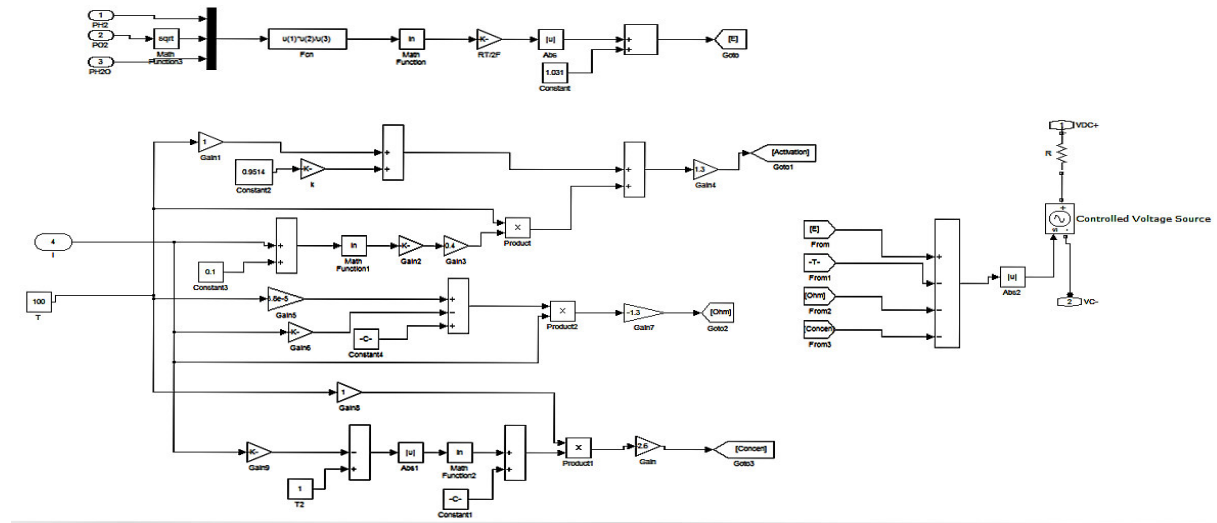 1
PH2
2
PO2
3
PH2O
sqrt
Math
Function3
u(1)*u(2)/u(3)
Fcn
ln
Math
Function
-K-
RT/2F
|u|
Abs
1.031
Constant
+
+
[E]
Goto
1
Gain1
0.9514
Constant2
-K-
k
+
+
+
+
1.3
Gain4
[Activation]
Goto1
×
Product
4
I
0.1
Constant3
+
+
ln
Math
Function1
-K-
Gain2
0.4
Gain3
100
T
Gain5
-K-
Gain6
-C-
Constant4
+
−
+
×
Product2
-1.3
Gain7
[Ohm]
Goto2
1
Gain8
-K-
Gain9
1
T2
−
+
|u|
Abs1
ln
Math
Function2
-C-
Constant1
+
+
×
Product1
2.6
Gain
[Concen]
Goto3
[E]
From
-T-
From1
[Ohm]
From2
[Concen]
From3
+
−
−
−
|u|
Abs2
1
VDC+
R
Controlled Voltage Source
+
-
2
VC-